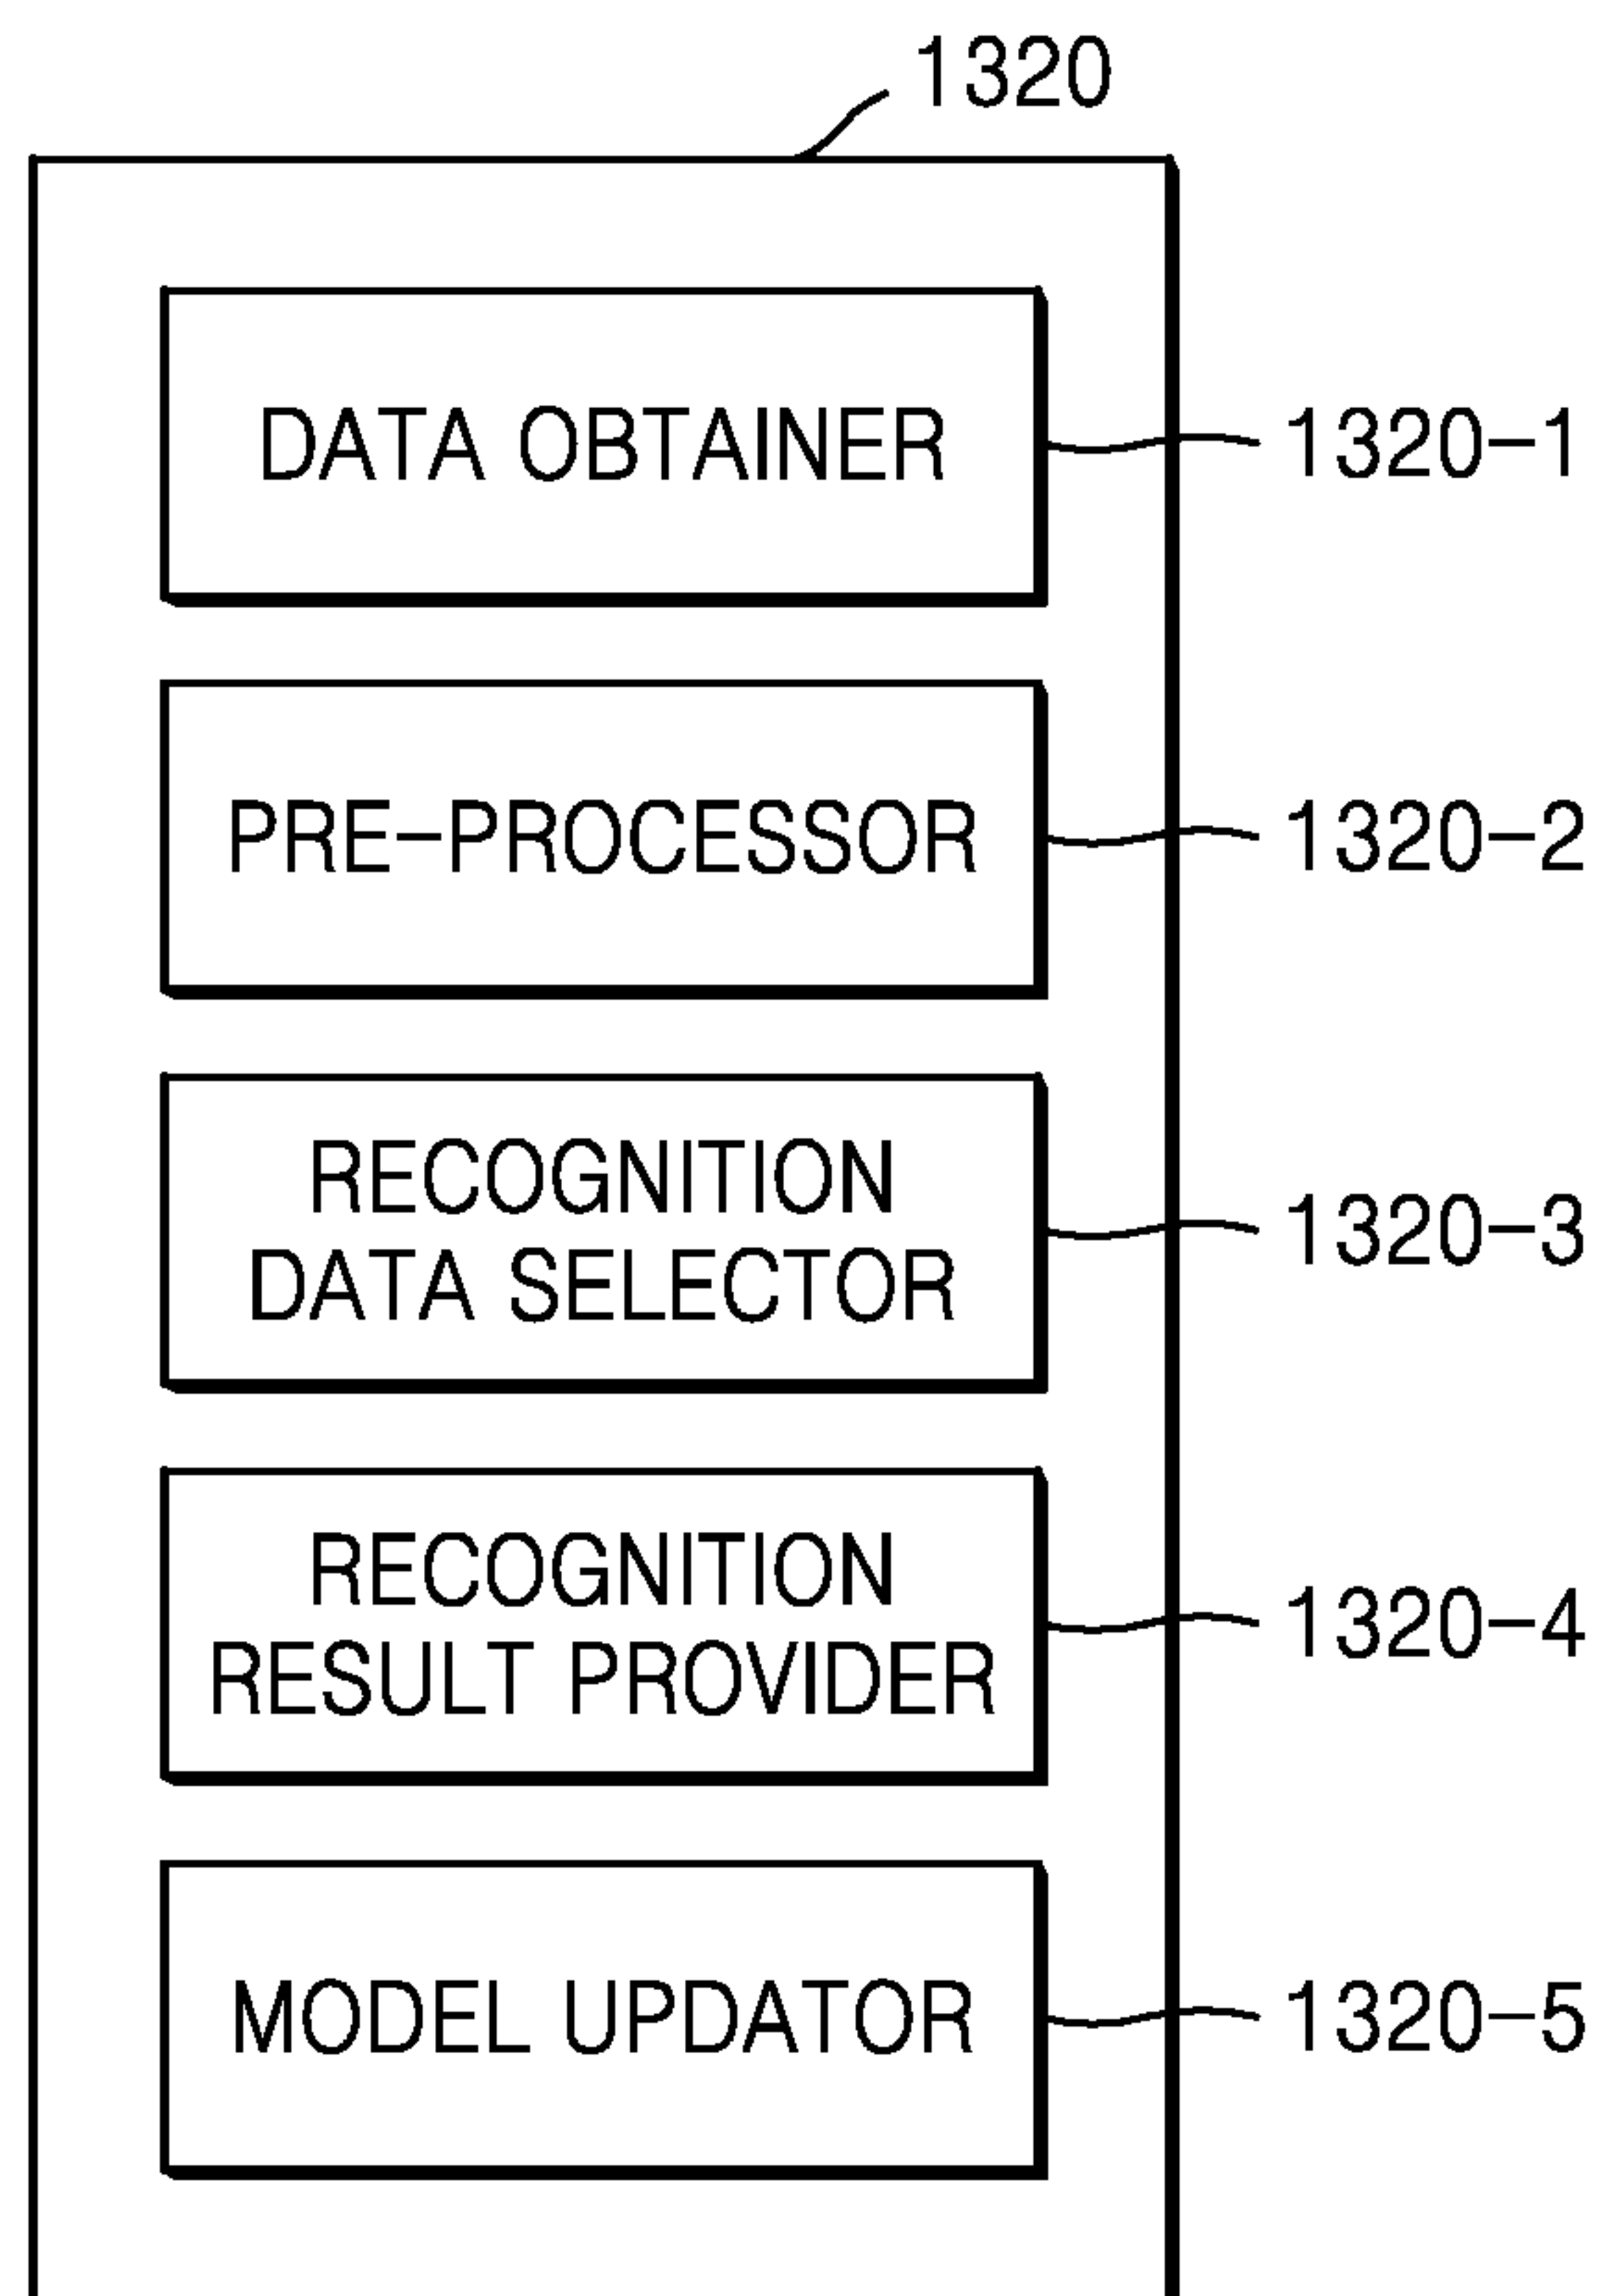 1320
DATA OBTAINER
1320-1
PRE-PROCESSOR
1320-2
RECOGNITION
DATA SELECTOR
1320-3
RECOGNITION
RESULT PROVIDER
1320-4
MODEL UPDATOR
1320-5